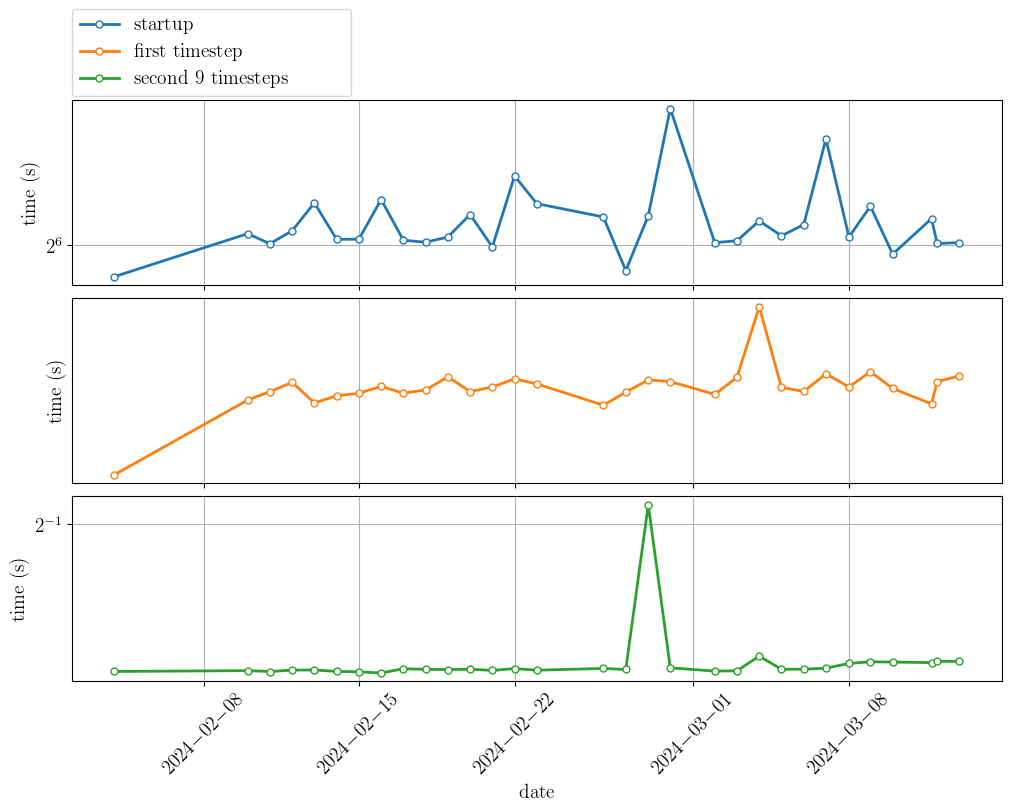 startup
first timestep
second 9 timesteps
time (s)
2^6
time (s)
2^-1
time (s)
2024-02-08
2024-02-15
2024-02-22
2024-03-01
2024-03-08
date